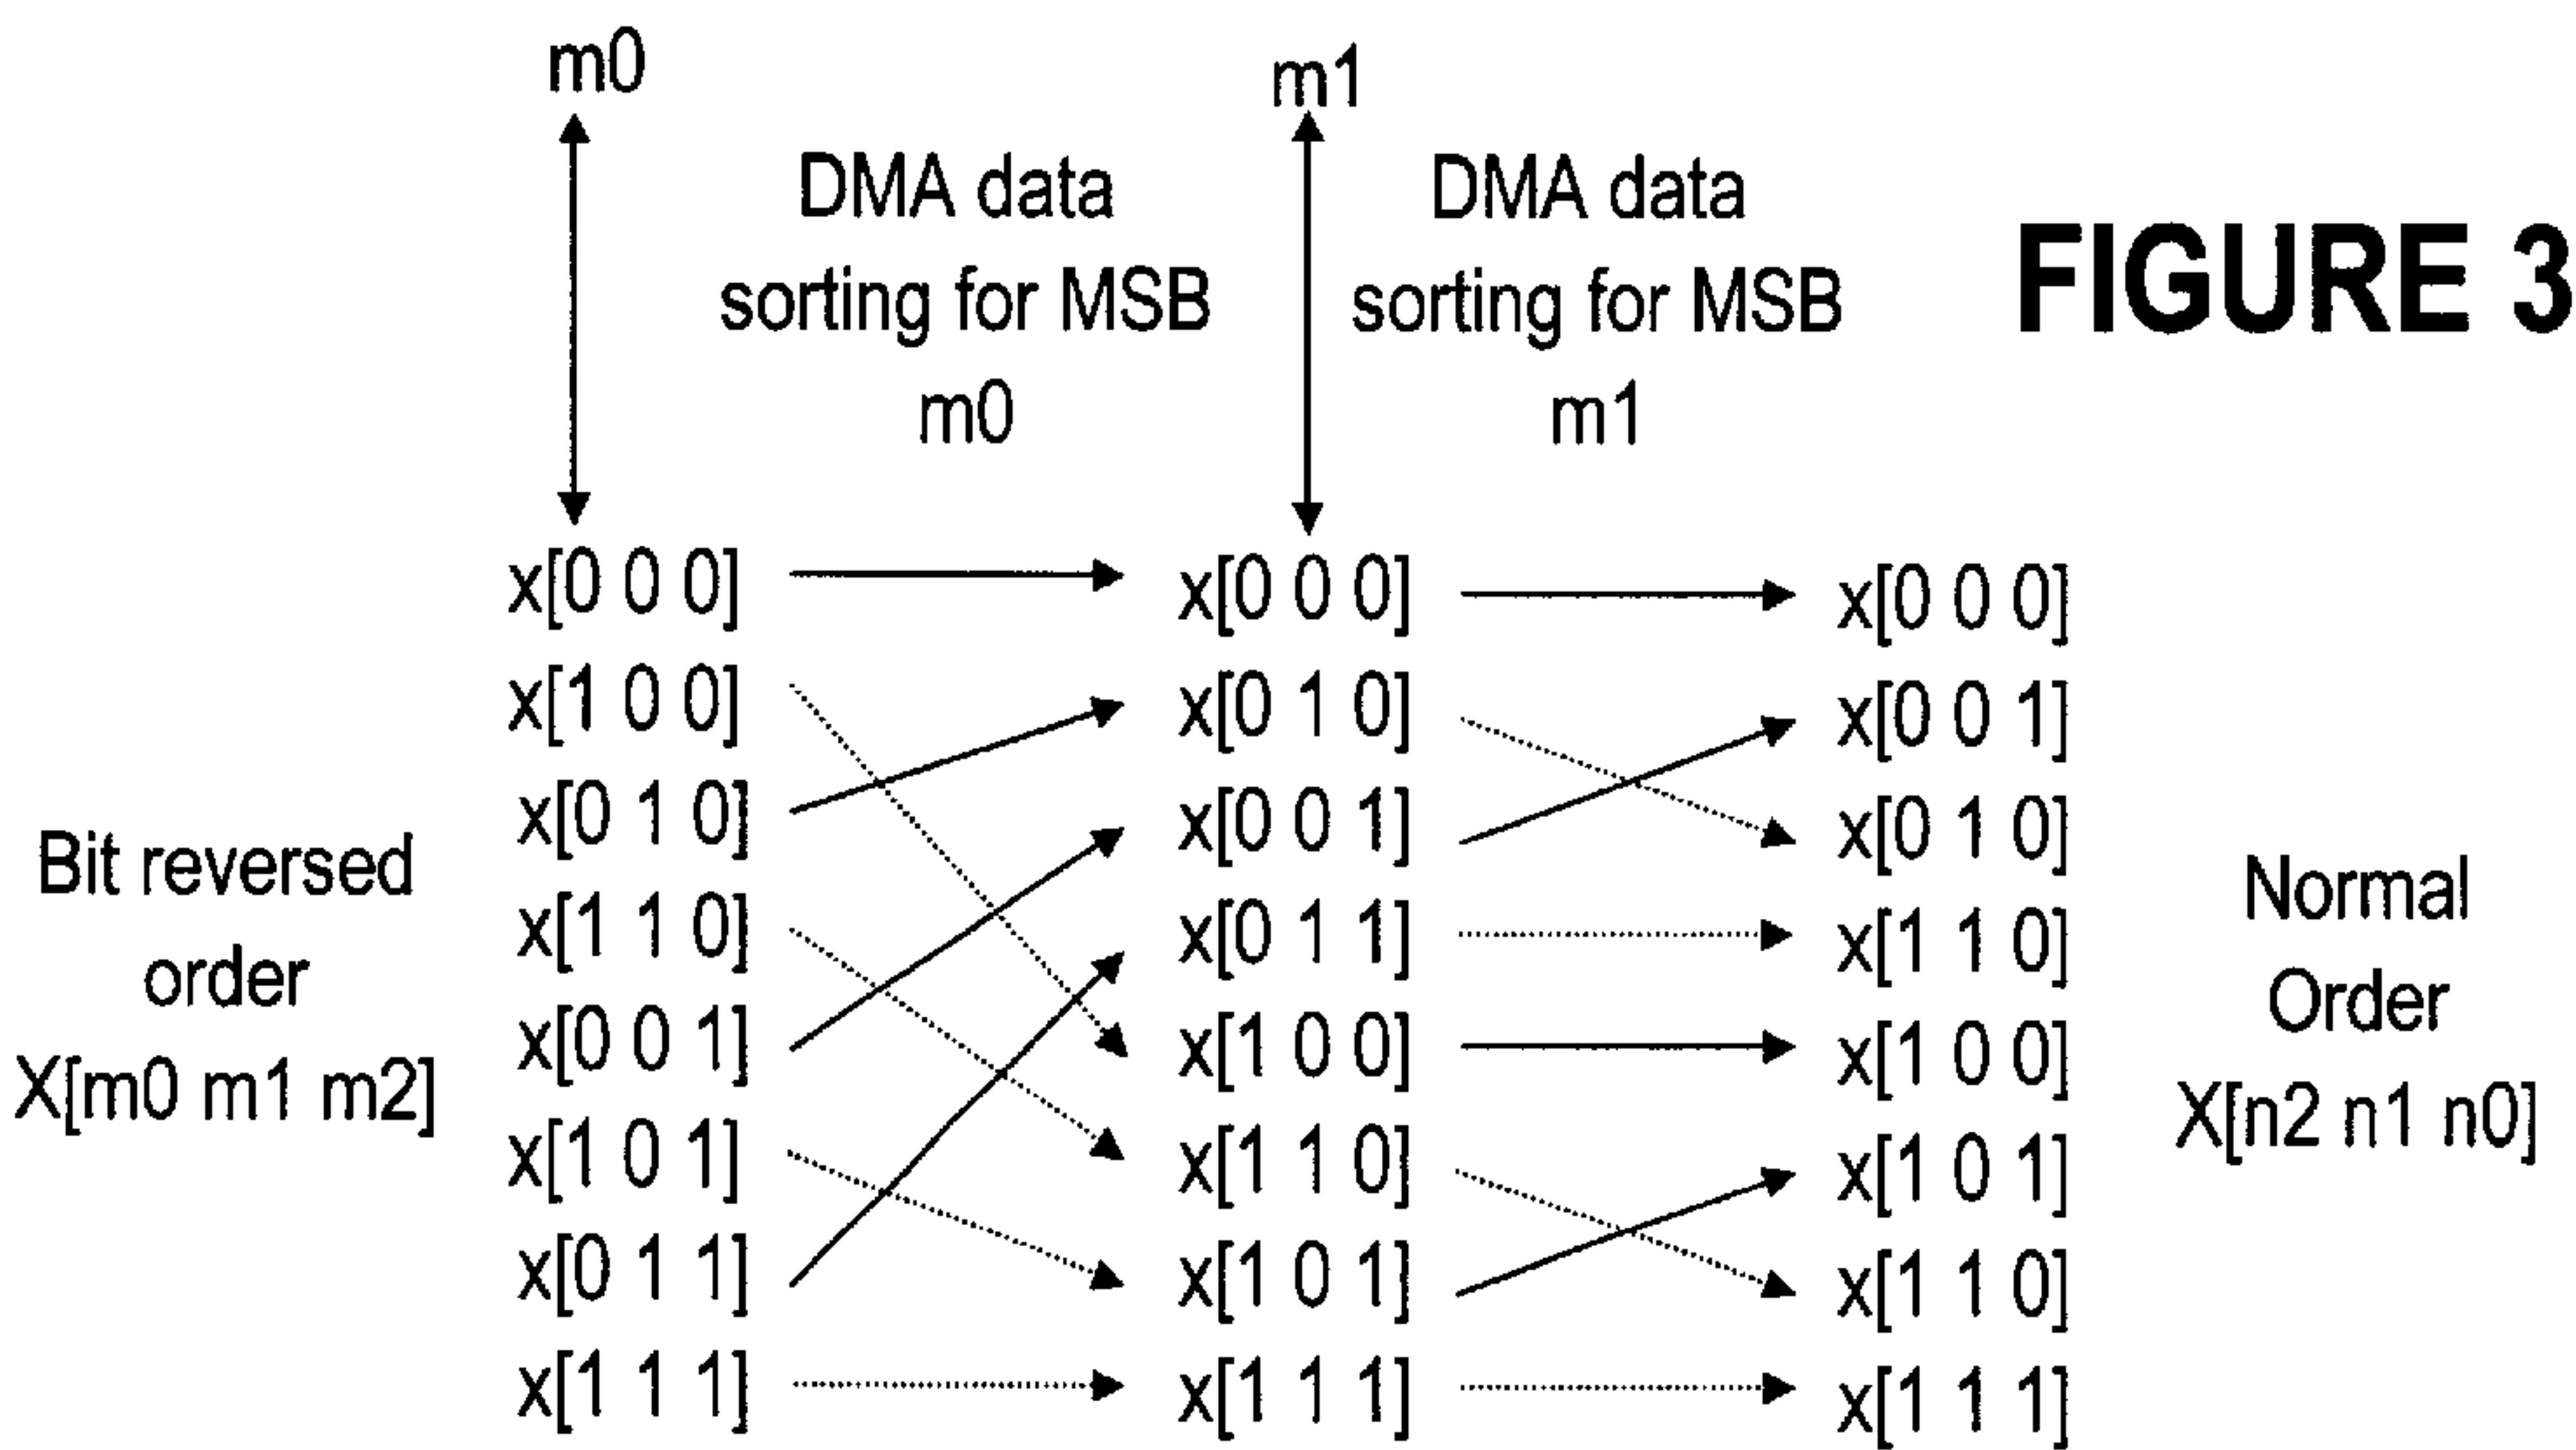 m0
m1
DMA data
sorting for MSB
m0
DMA data
sorting for MSB
m1
FIGURE 3
Bit reversed
order
X[m0 m1 m2]
x[0 0 0]
x[1 0 0]
x[0 1 0]
x[1 1 0]
x[0 0 1]
x[1 0 1]
x[0 1 1]
x[1 1 1]
x[0 0 0]
x[0 1 0]
x[0 0 1]
x[0 1 1]
x[1 0 0]
x[1 1 0]
x[1 0 1]
x[1 1 1]
x[0 0 0]
x[0 0 1]
x[0 1 0]
x[1 1 0]
x[1 0 0]
x[1 0 1]
x[1 1 0]
x[1 1 1]
Normal
Order
X[n2 n1 n0]